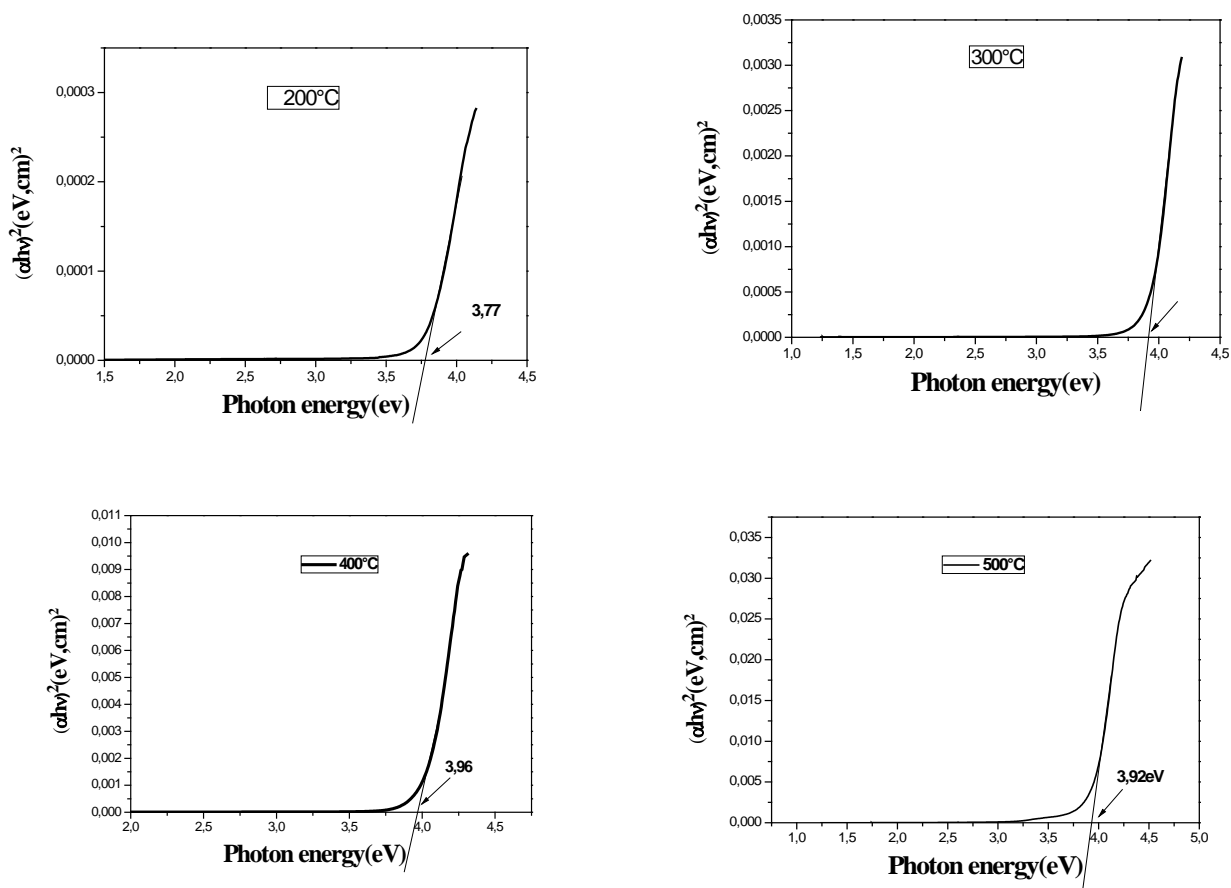 200°C
(αhν)²(eV,cm)²
0,0003
0,0002
0,0001
0,0000
3,77
1,5 2,0 2,5 3,0 3,5 4,0 4,5
Photon energy(ev)
300°C
(αhν)²(eV,cm)²
0,0035
0,0030
0,0025
0,0020
0,0015
0,0010
0,0005
0,0000
1,0 1,5 2,0 2,5 3,0 3,5 4,0 4,5
Photon energy(ev)
400°C
(αhν)²(eV,cm)²
0,011
0,010
0,009
0,008
0,007
0,006
0,005
0,004
0,003
0,002
0,001
0,000
3,96
2,0 2,5 3,0 3,5 4,0 4,5
Photon energy(eV)
500°C
(αhν)²(eV,cm)²
0,035
0,030
0,025
0,020
0,015
0,010
0,005
0,000
3,92eV
1,0 1,5 2,0 2,5 3,0 3,5 4,0 4,5 5,0
Photon energy(eV)